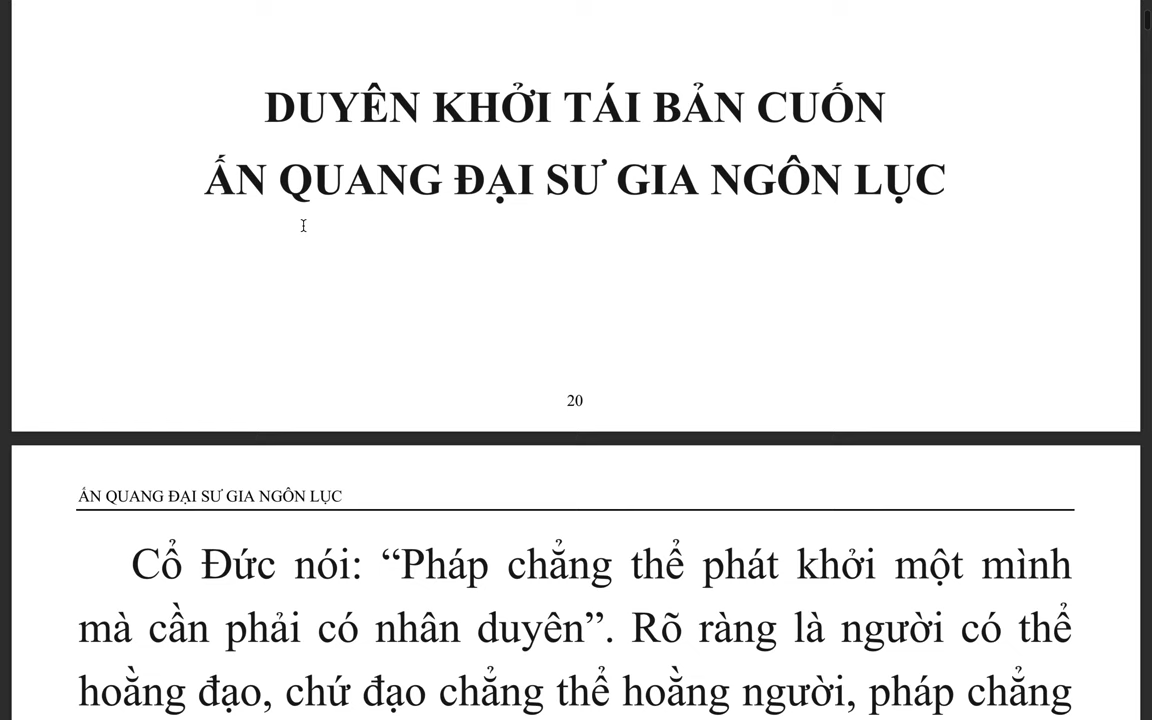 DUYÊN KHỞI TÁI BẢN CUỐN
ẤN QUANG ĐẠI SƯ GIA NGÔN LỤC
20
ẤN QUANG ĐẠI SƯ GIA NGÔN LỤC
Cổ Đức nói: “Pháp chẳng thể phát khởi một mình
mà cần phải có nhân duyên”. Rõ ràng là người có thể
hoằng đạo, chứ đạo chẳng thể hoằng người, pháp chẳng